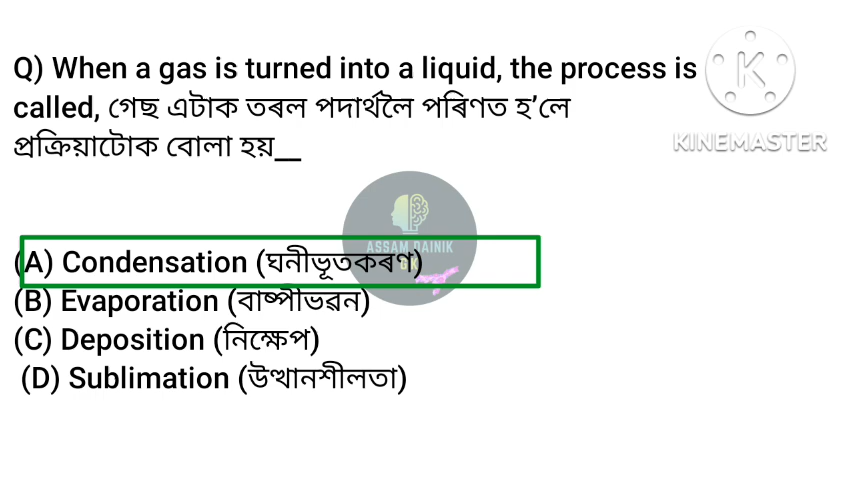 Q) When a gas is turned into a liquid, the process is
called, গেছ এটাক তৰল পদাৰ্থলৈ পৰিণত হ’লে
প্ৰক্ৰিয়াটোক বোলা হয়__
KINEMASTER
ASSAM DAINIK
(A) Condensation (ঘনীভূতকৰণ)
(B) Evaporation (বাষ্পীভৱন)
(C) Deposition (নিক্ষেপ)
(D) Sublimation (উত্থানশীলতা)